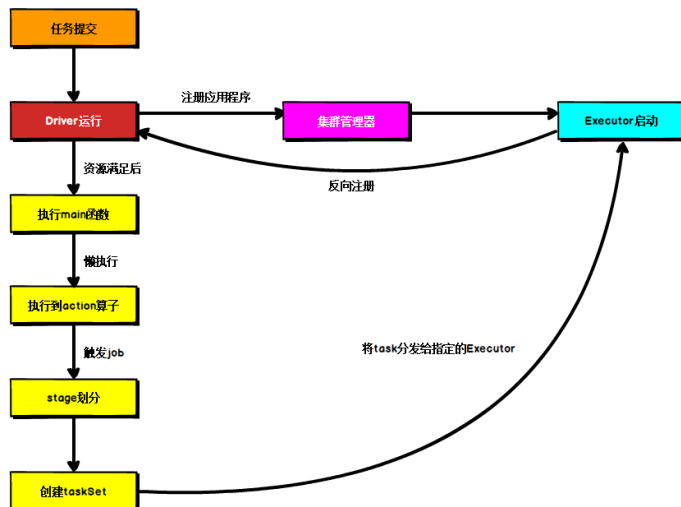 任务提交
Driver运行
注册应用程序
集群管理器
Executor启动
反向注册
资源满足后
执行main函数
懒执行
执行到action算子
触发job
将task分发给指定的Executor
stage划分
创建taskSet